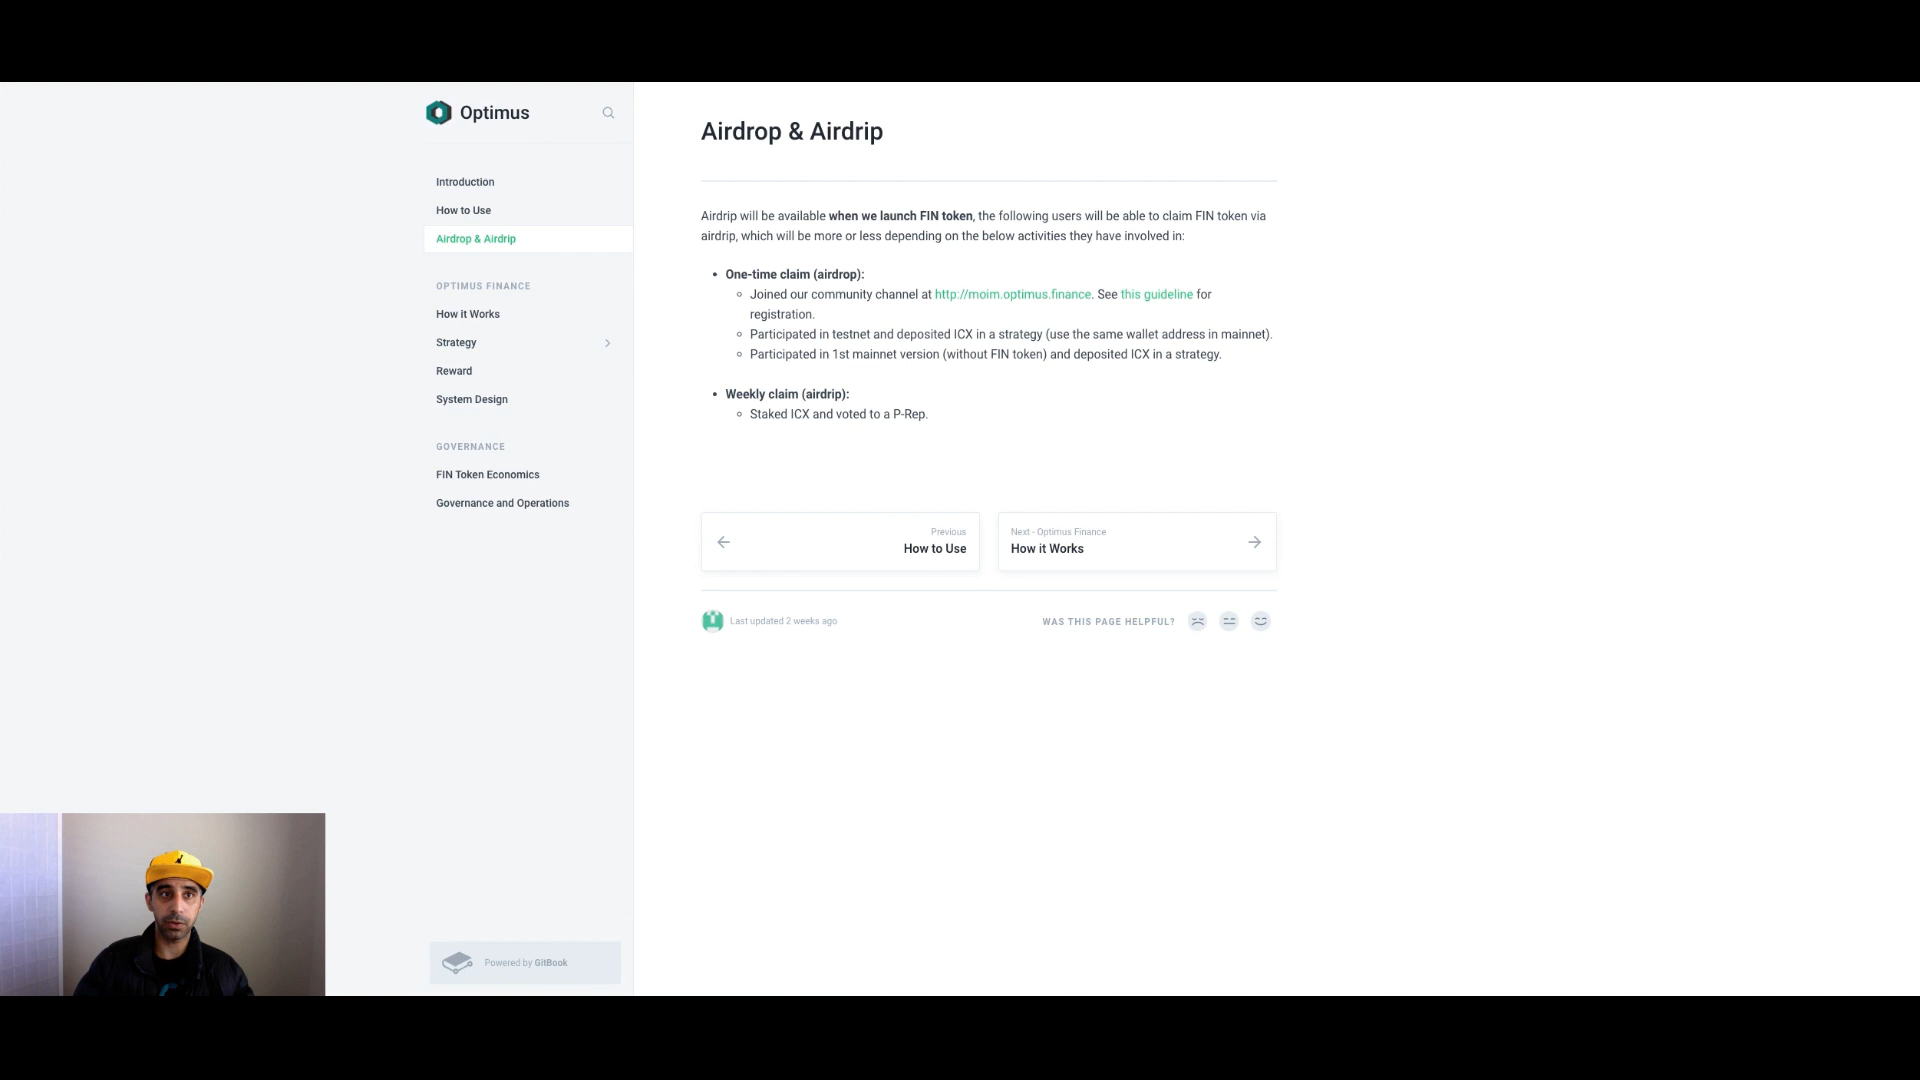 Optimus
Introduction
How to Use
Airdrop & Airdrip
OPTIMUS FINANCE
How it Works
Strategy
Reward
System Design
GOVERNANCE
FIN Token Economics
Governance and Operations
Powered by GitBook
Airdrop & Airdrip
Airdrip will be available when we launch FIN token, the following users will be able to claim FIN token via
airdrip, which will be more or less depending on the below activities they have involved in:
• One-time claim (airdrop):
Joined our community channel at http://moim.optimus.finance. See this guideline for
registration.
Participated in testnet and deposited ICX in a strategy (use the same wallet address in mainnet).
Participated in 1st mainnet version (without FIN token) and deposited ICX in a strategy.
• Weekly claim (airdrip):
Staked ICX and voted to a P-Rep.
Previous
How to Use
Next - Optimus Finance
How it Works
Last updated 2 weeks ago
WAS THIS PAGE HELPFUL?